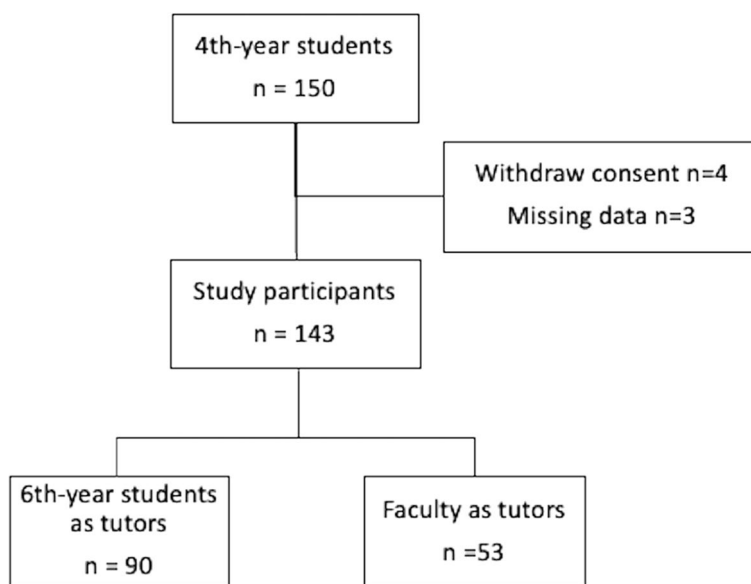 4th-year students
n = 150
Withdraw consent n=4
Missing data n=3
Study participants
n = 143
6th-year students
as tutors
n = 90
Faculty as tutors
n =53